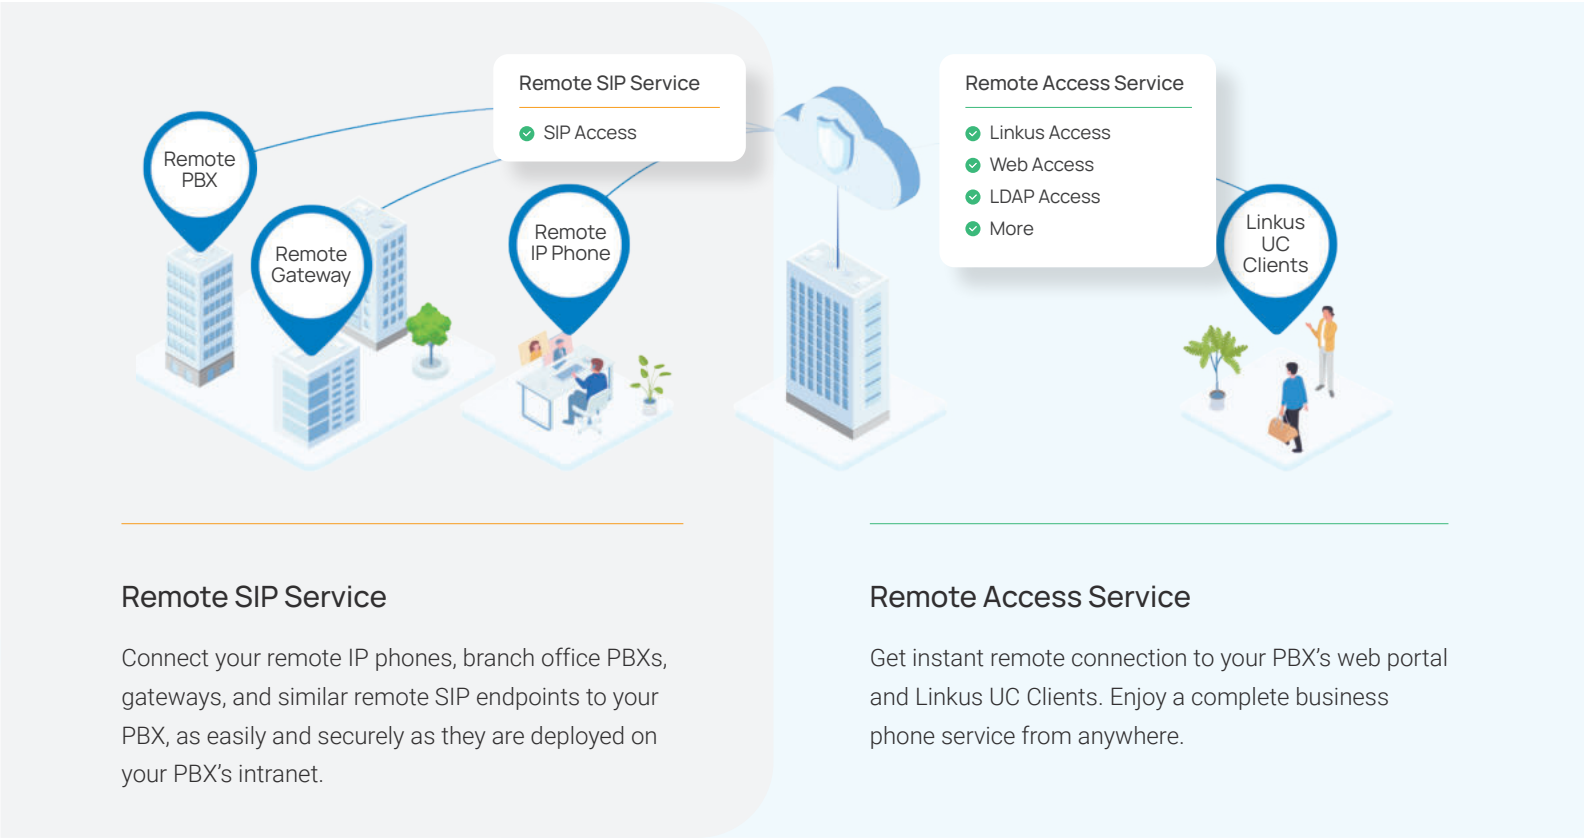 Remote SIP Service
SIP Access
Remote Access Service
Linkus Access
Web Access
LDAP Access
More
Remote
PBX
Remote
Gateway
Remote
IP Phone
Linkus
UC
Clients
Remote SIP Service
Connect your remote IP phones, branch office PBXs,
gateways, and similar remote SIP endpoints to your
PBX, as easily and securely as they are deployed on
your PBX’s intranet.
Remote Access Service
Get instant remote connection to your PBX’s web portal
and Linkus UC Clients. Enjoy a complete business
phone service from anywhere.